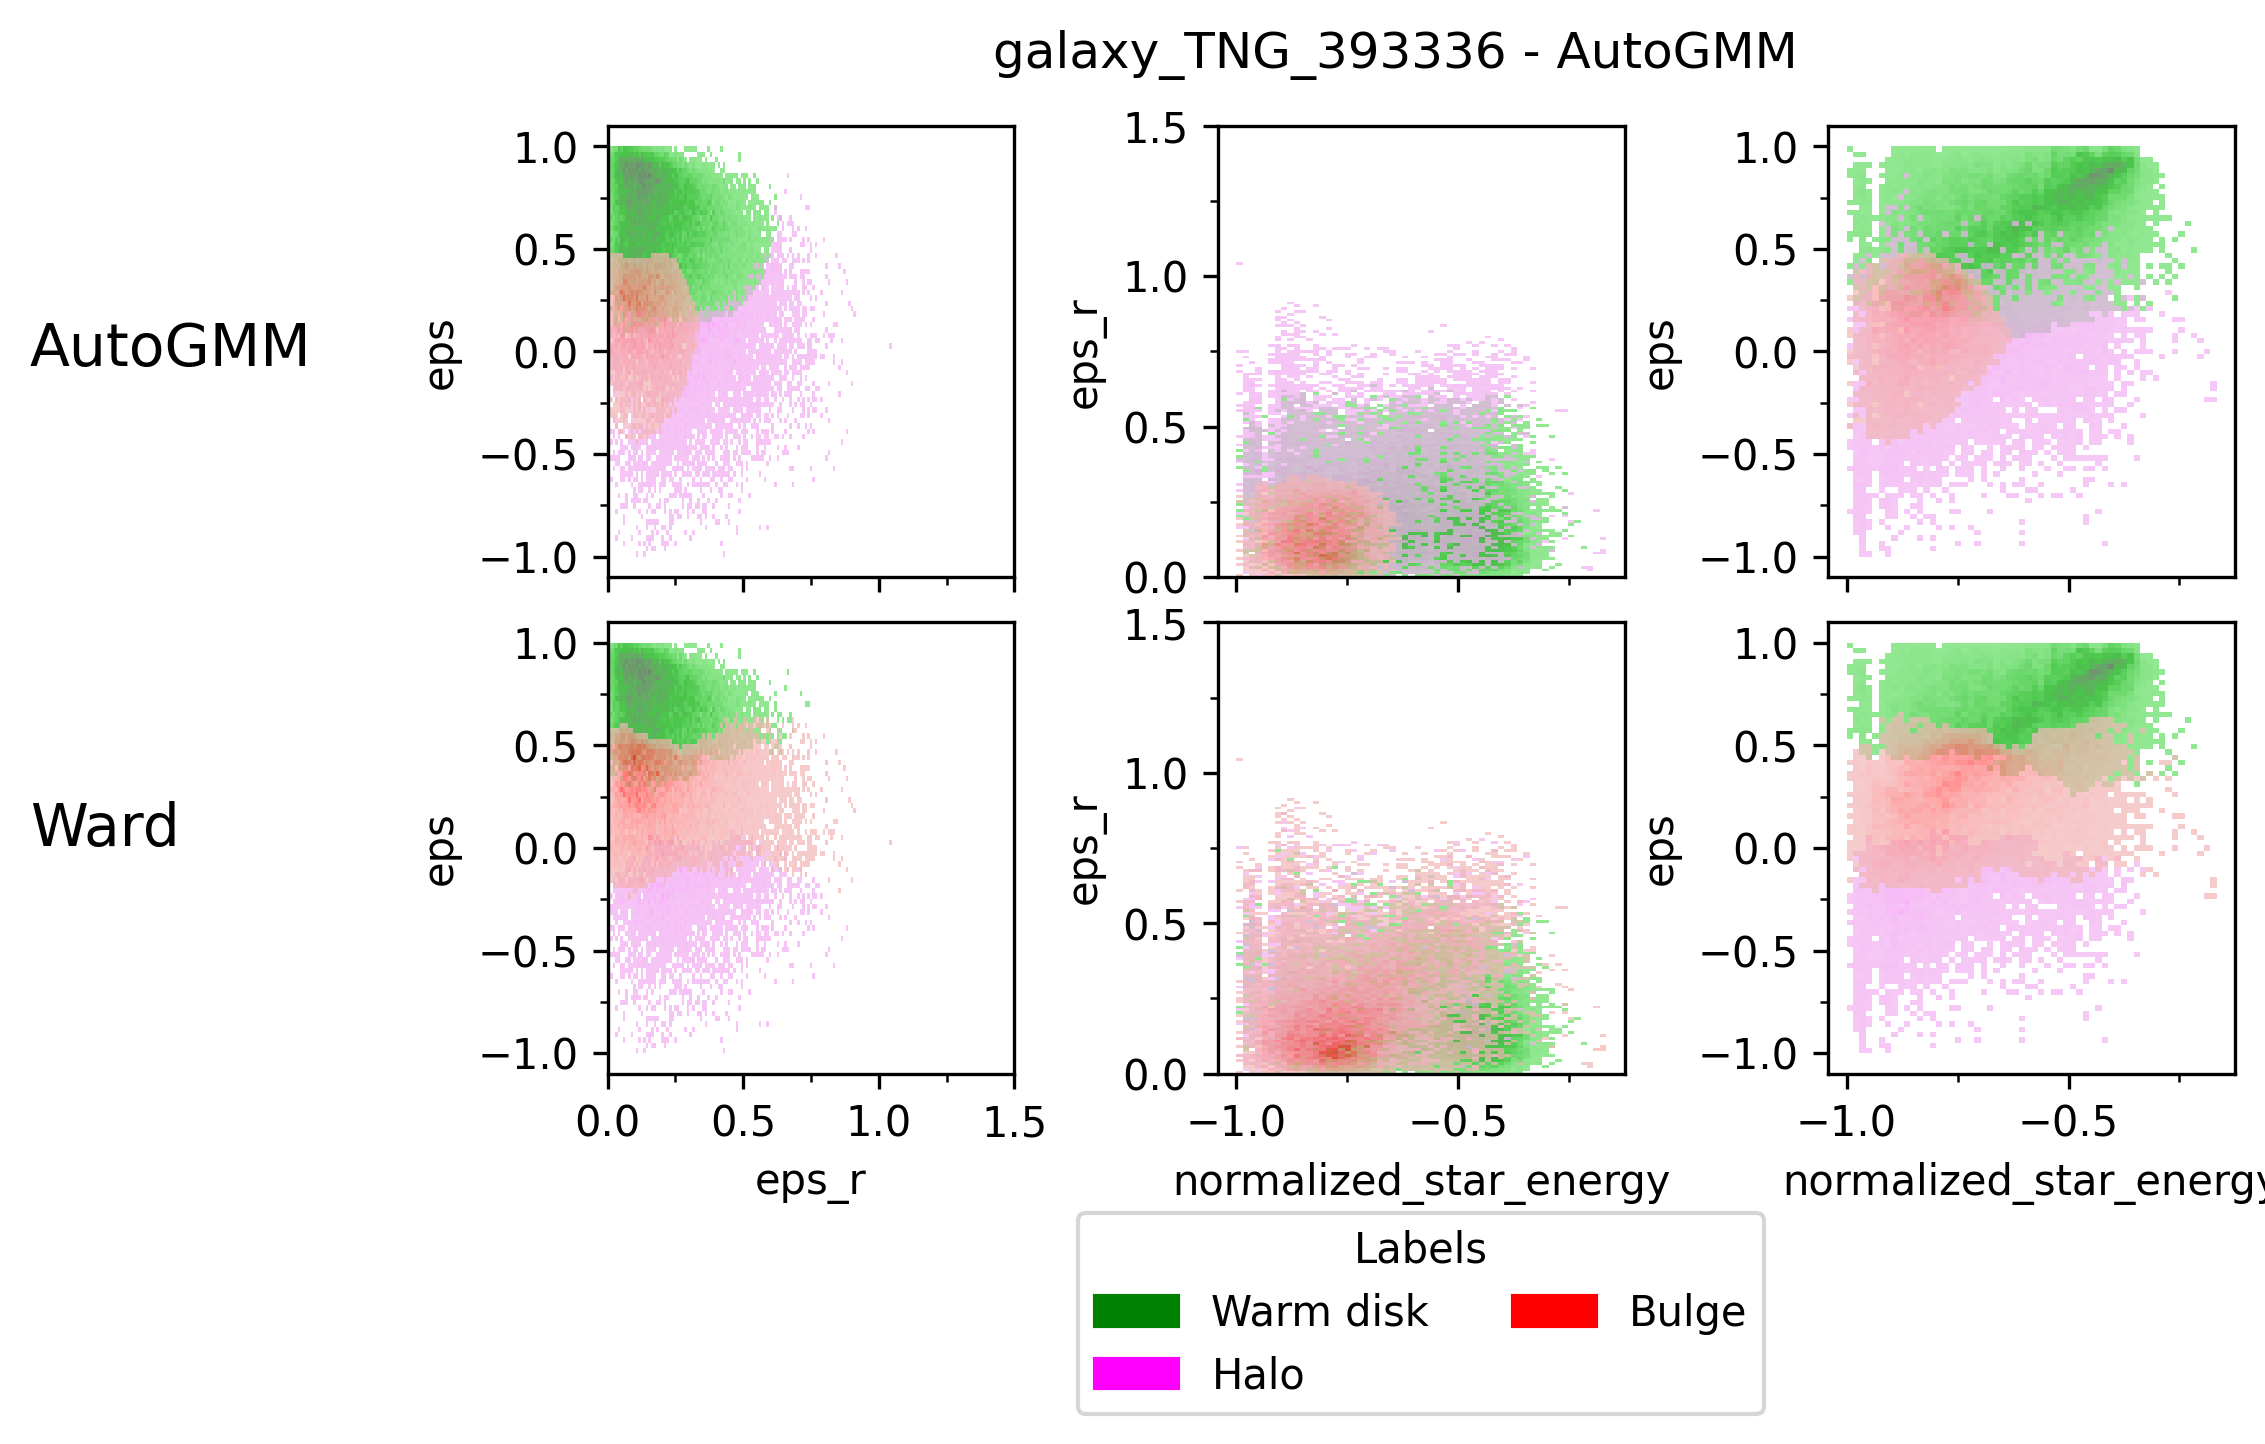 galaxy_TNG_393336 - AutoGMM
AutoGMM
eps
1.0
0.5
0.0
−0.5
−1.0
eps_r
1.5
1.0
0.5
0.0
eps
1.0
0.5
0.0
−0.5
−1.0
Ward
eps
1.0
0.5
0.0
−0.5
−1.0
0.0 0.5 1.0 1.5
eps_r
eps_r
1.5
1.0
0.5
0.0
−1.0 −0.5
normalized_star_energy
eps
1.0
0.5
0.0
−0.5
−1.0
−1.0 −0.5
normalized_star_energy
Labels
Warm disk
Bulge
Halo